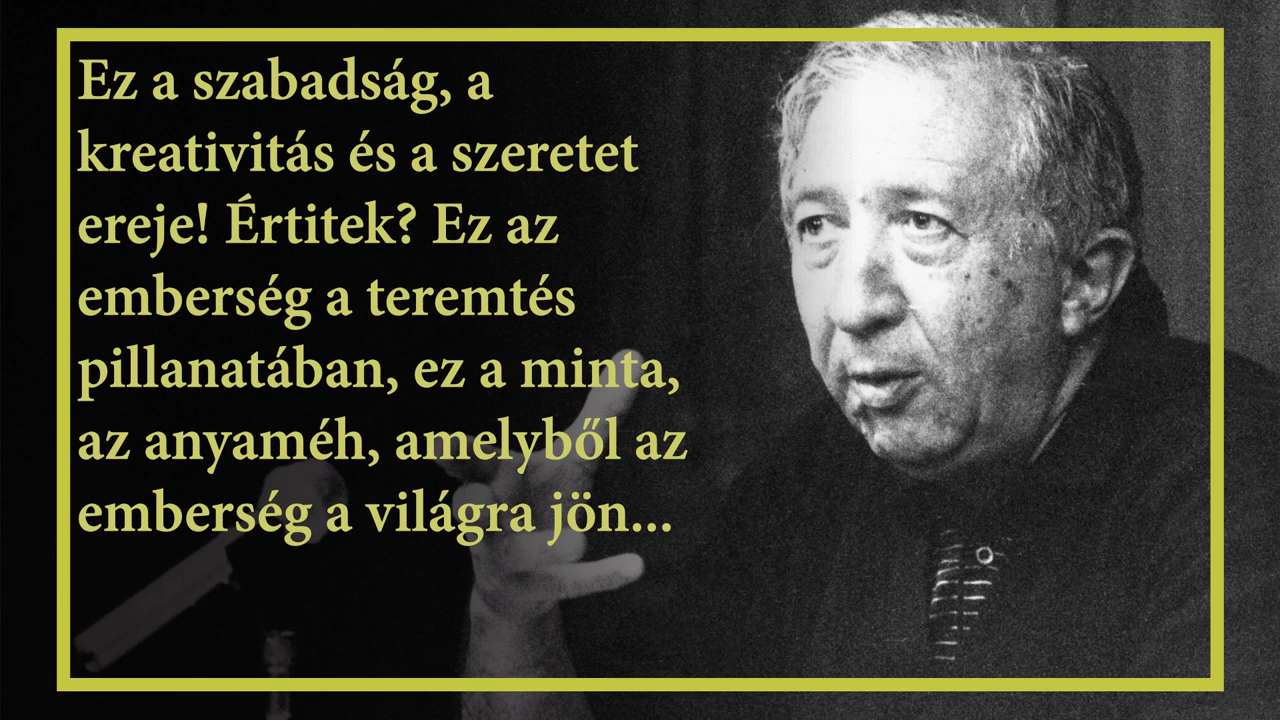 Ez a szabadság, a
kreativitás és a szeretet
ereje! Értitek? Ez az
emberség a teremtés
pillanatában, ez a minta,
az anyaméh, amelyből az
emberség a világra jön...